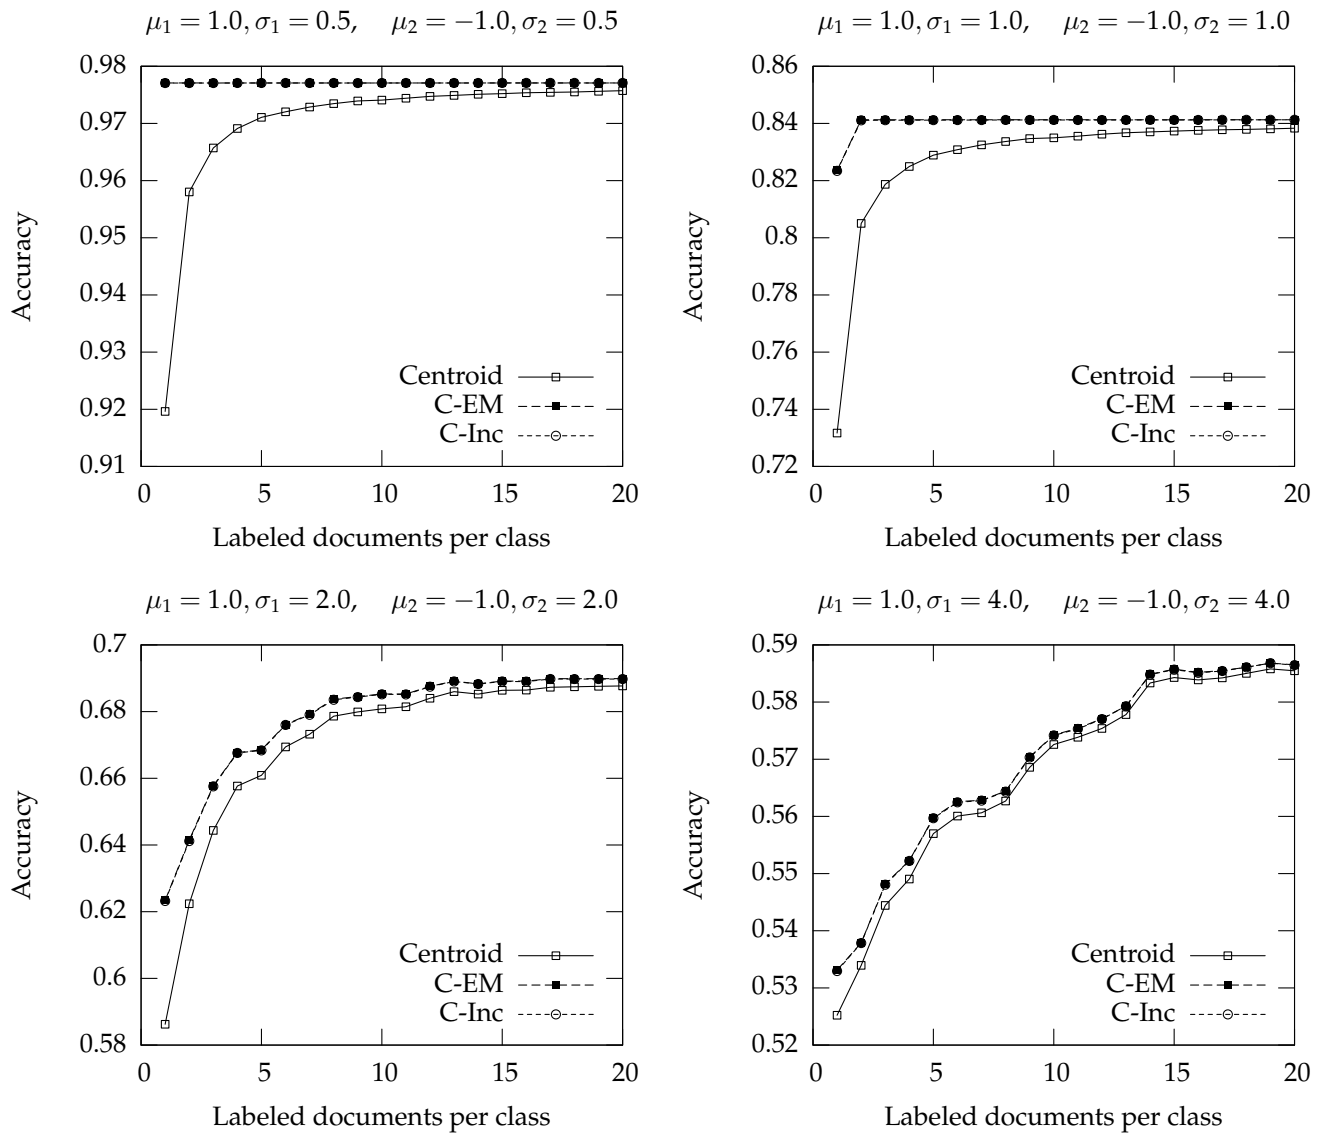 μ₁ = 1.0, σ₁ = 0.5, μ₂ = −1.0, σ₂ = 0.5
0.98
0.97
0.96
0.95
0.94
0.93
0.92
0.91
Accuracy
Centroid
C-EM
C-Inc
0 5 10 15 20
Labeled documents per class
μ₁ = 1.0, σ₁ = 1.0, μ₂ = −1.0, σ₂ = 1.0
0.86
0.84
0.82
0.8
0.78
0.76
0.74
0.72
Accuracy
Centroid
C-EM
C-Inc
0 5 10 15 20
Labeled documents per class
μ₁ = 1.0, σ₁ = 2.0, μ₂ = −1.0, σ₂ = 2.0
0.7
0.68
0.66
0.64
0.62
0.6
0.58
Accuracy
Centroid
C-EM
C-Inc
0 5 10 15 20
Labeled documents per class
μ₁ = 1.0, σ₁ = 4.0, μ₂ = −1.0, σ₂ = 4.0
0.59
0.58
0.57
0.56
0.55
0.54
0.53
0.52
Accuracy
Centroid
C-EM
C-Inc
0 5 10 15 20
Labeled documents per class